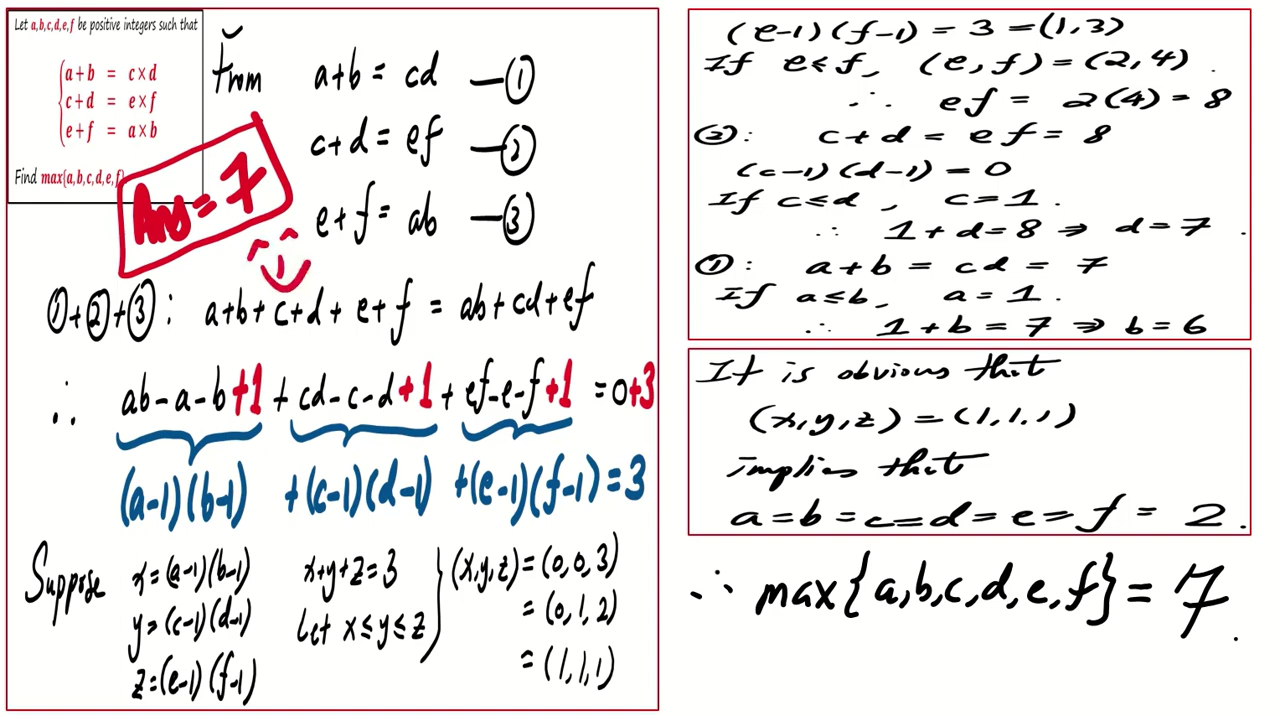 Let a,b,c,d,e,f be positive integers such that
a+b = c×d
c+d = e×f
e+f = a×b
Find max{a,b,c,d,e,f}
Ans = 7
From a+b = cd —①
c+d = ef —②
e+f = ab —③
①+②+③: a+b+c+d+e+f = ab+cd+ef
∴ ab-a-b+1 + cd-c-d+1 + ef-e-f+1 = 0+3
(a-1)(b-1) +(c-1)(d-1) +(e-1)(f-1) = 3
Suppose x=(a-1)(b-1)
y=(c-1)(d-1)
z=(e-1)(f-1)
x+y+z=3
Let x≤y≤z
(x,y,z) = (0,0,3)
= (0,1,2)
= (1,1,1)
(e-1)(f-1) = 3 =(1,3)
If e≤f, (e,f)=(2,4).
∴ ef = 2(4) = 8
②: c+d = ef = 8
(c-1)(d-1)=0
If c≤d, c=1.
∴ 1+d=8 ⇒ d=7.
①: a+b = cd = 7
If a≤b, a=1.
∴ 1+b=7 ⇒ b=6
It is obvious that
(x,y,z)=(1,1,1)
implies that
a=b=c=d=e=f= 2.
∴ max{a,b,c,d,e,f} = 7.